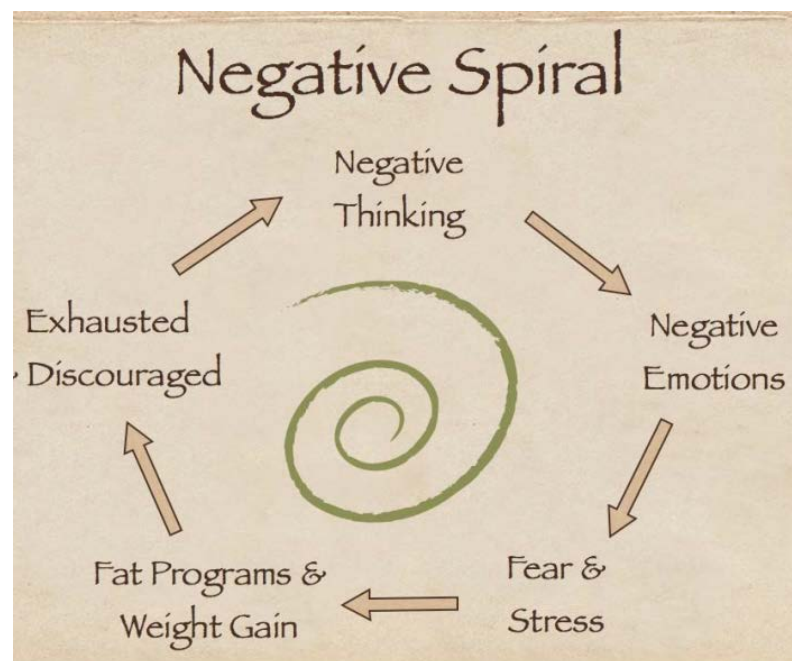 Negative Spiral
Negative
Thinking
Negative
Emotions
Fear &
Stress
Fat Programs &
Weight Gain
Exhausted
Discouraged